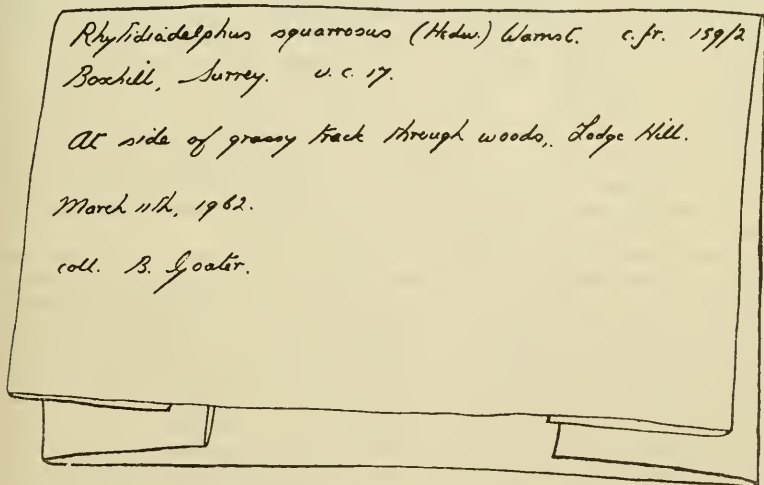 Rhytidiadelphus squarrosus (Hedw.) Warnst. c.fr. 159/2
Boxhill, Surrey. v.c. 17.
At side of grassy track through woods, Lodge Hill.
March 11th, 1962.
coll. B. Goater.